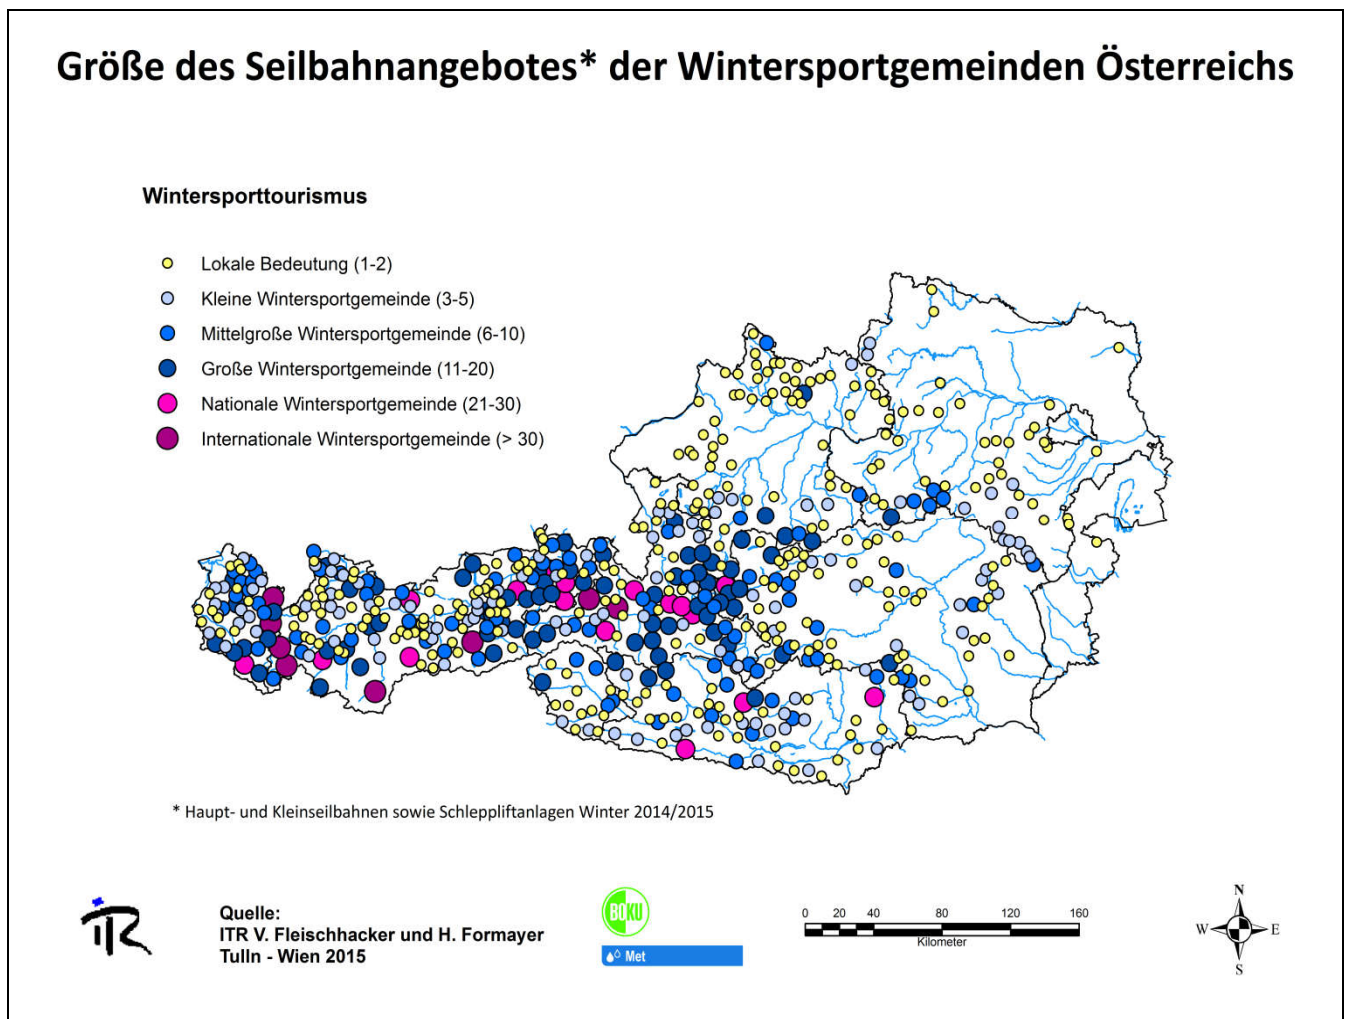 Größe des Seilbahnangebotes* der Wintersportgemeinden Österreichs
Wintersporttourismus
Lokale Bedeutung (1-2)
Kleine Wintersportgemeinde (3-5)
Mittelgroße Wintersportgemeinde (6-10)
Große Wintersportgemeinde (11-20)
Nationale Wintersportgemeinde (21-30)
Internationale Wintersportgemeinde (> 30)
* Haupt- und Kleinseilbahnen sowie Schleppliftanlagen Winter 2014/2015
iTR
Quelle:
ITR V. Fleischhacker und H. Formayer
Tulln - Wien 2015
BOKU
Met
0 20 40 80 120 160
Kilometer
N
W E
S